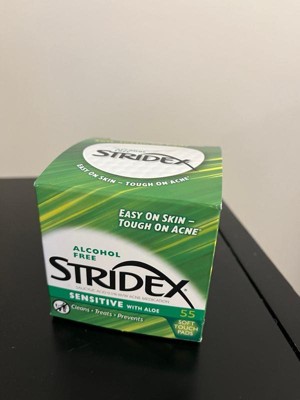 STRIDEX
EASY ON SKIN – TOUGH ON ACNE
EASY ON SKIN –
TOUGH ON ACNE
ALCOHOL
FREE
STRIDEX
SENSITIVE WITH ALOE
Cleans • Treats • Prevents
55
SOFT
TOUCH
PADS